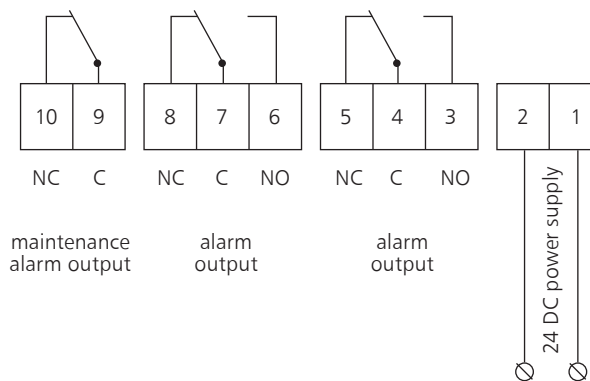 10 9 8 7 6 5 4 3 2 1
NC C NC C NO NC C NO
maintenance
alarm output
alarm
output
alarm
output
24 DC power supply